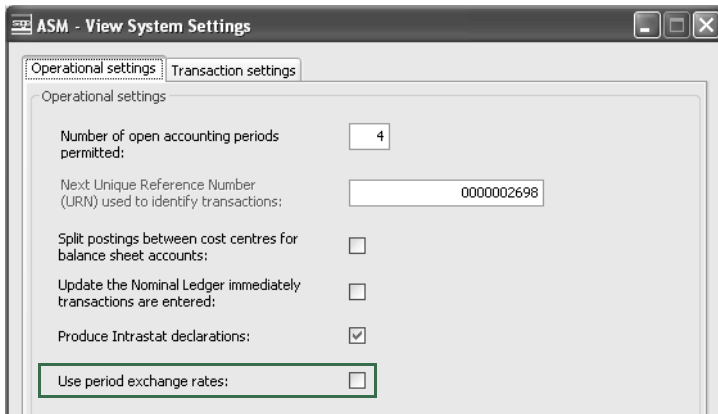 ASM - View System Settings
Operational settings
Transaction settings
Operational settings
Number of open accounting periods
permitted:
4
Next Unique Reference Number
(URN) used to identify transactions:
0000002698
Split postings between cost centres for
balance sheet accounts:
Update the Nominal Ledger immediately
transactions are entered:
Produce Intrastat declarations:
Use period exchange rates: